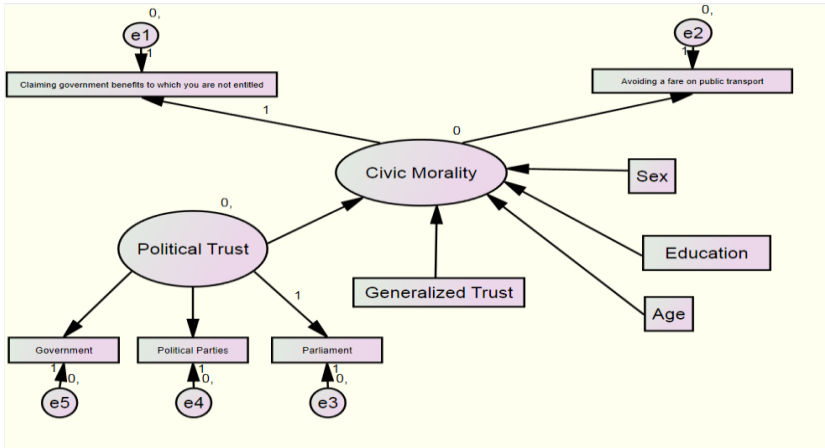 0,
0,
e1
e2
1
1
Claiming government benefits to which you are not entitled
Avoiding a fare on public transport
1
0
Civic Morality
Sex
0,
Political Trust
Education
Generalized Trust
1
Age
Government
Political Parties
Parliament
1
0,
1
0,
1
0,
e5
e4
e3